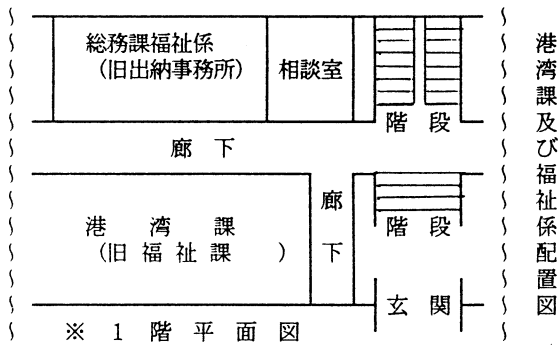 港湾課及び福祉係配置図
総務課福祉係
(旧出納事務所)
相談室
階段
廊下
港湾課
(旧福祉課　)
廊下
階段
玄関
※1階平面図